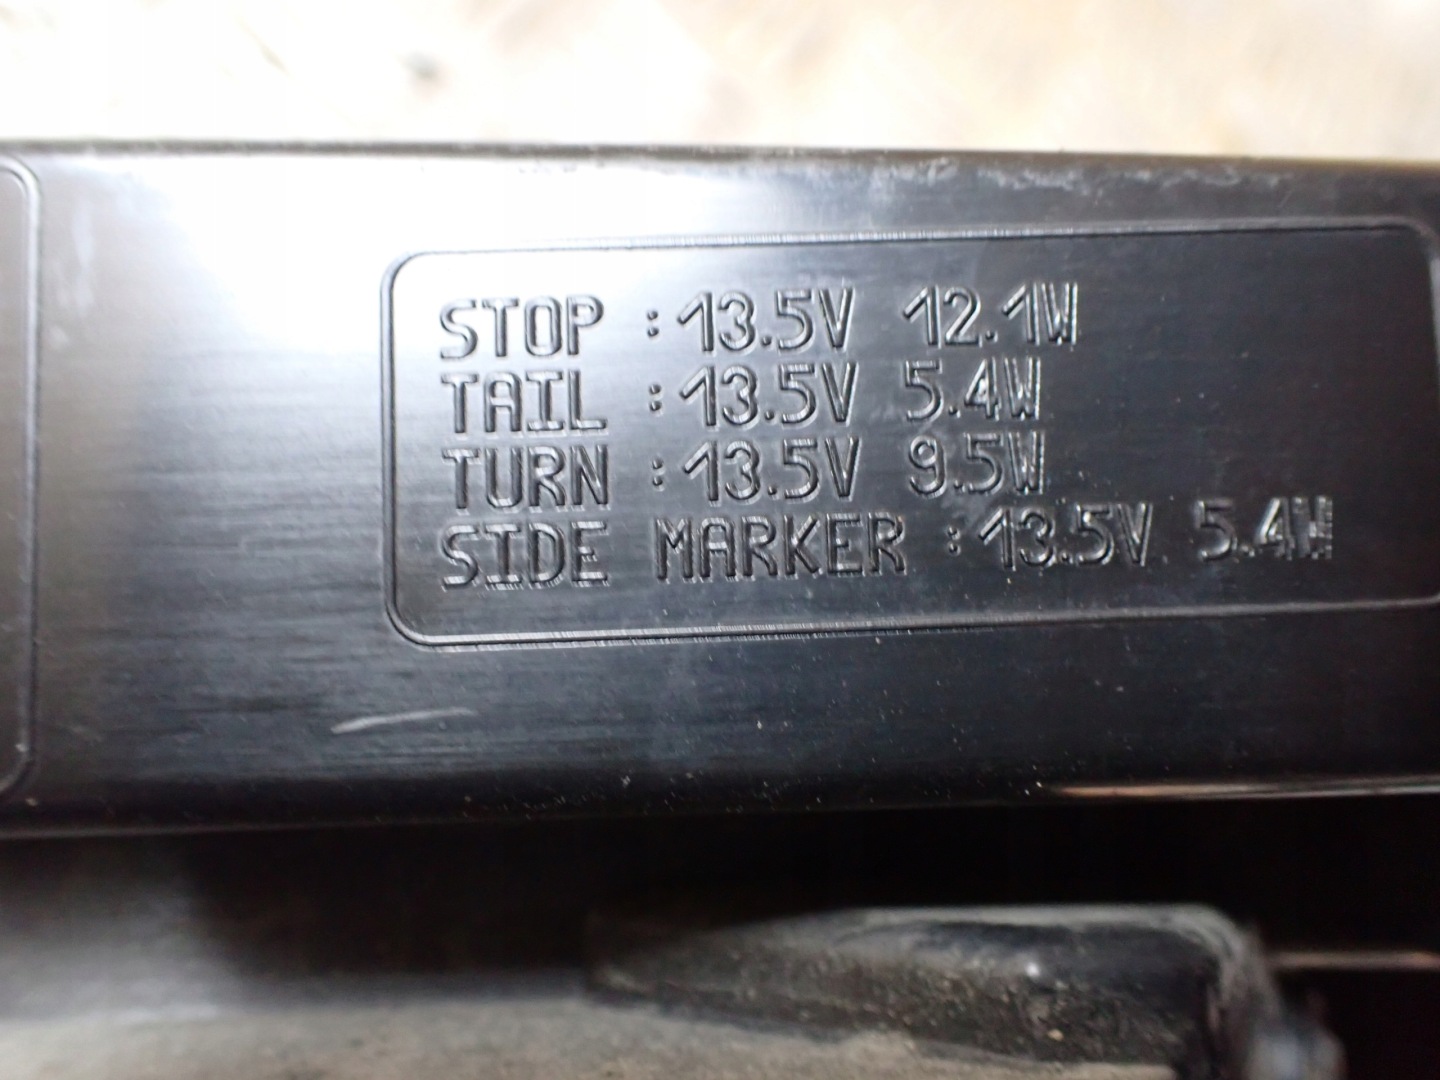 STOP : 13.5V 12.1W
TAIL : 13.5V 5.4W
TURN : 13.5V 9.5W
SIDE MARKER : 13.5V 5.4W